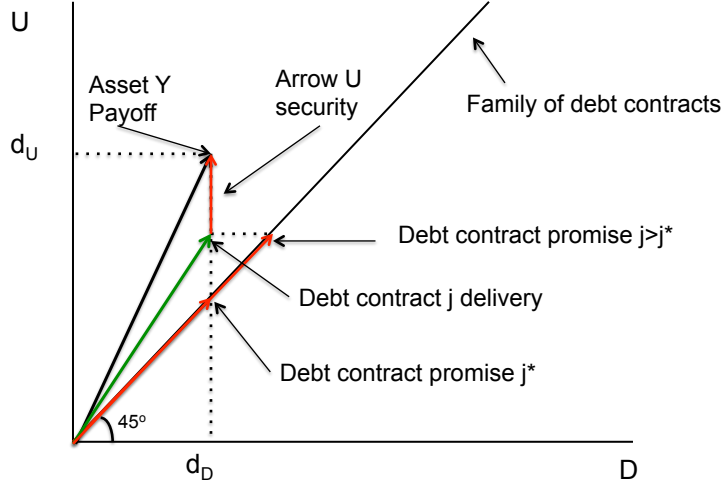 U
Asset Y
Payoff
Arrow U
security
Family of debt contracts
d_U
Debt contract promise j>j*
Debt contract j delivery
Debt contract promise j*
45º
d_D
D